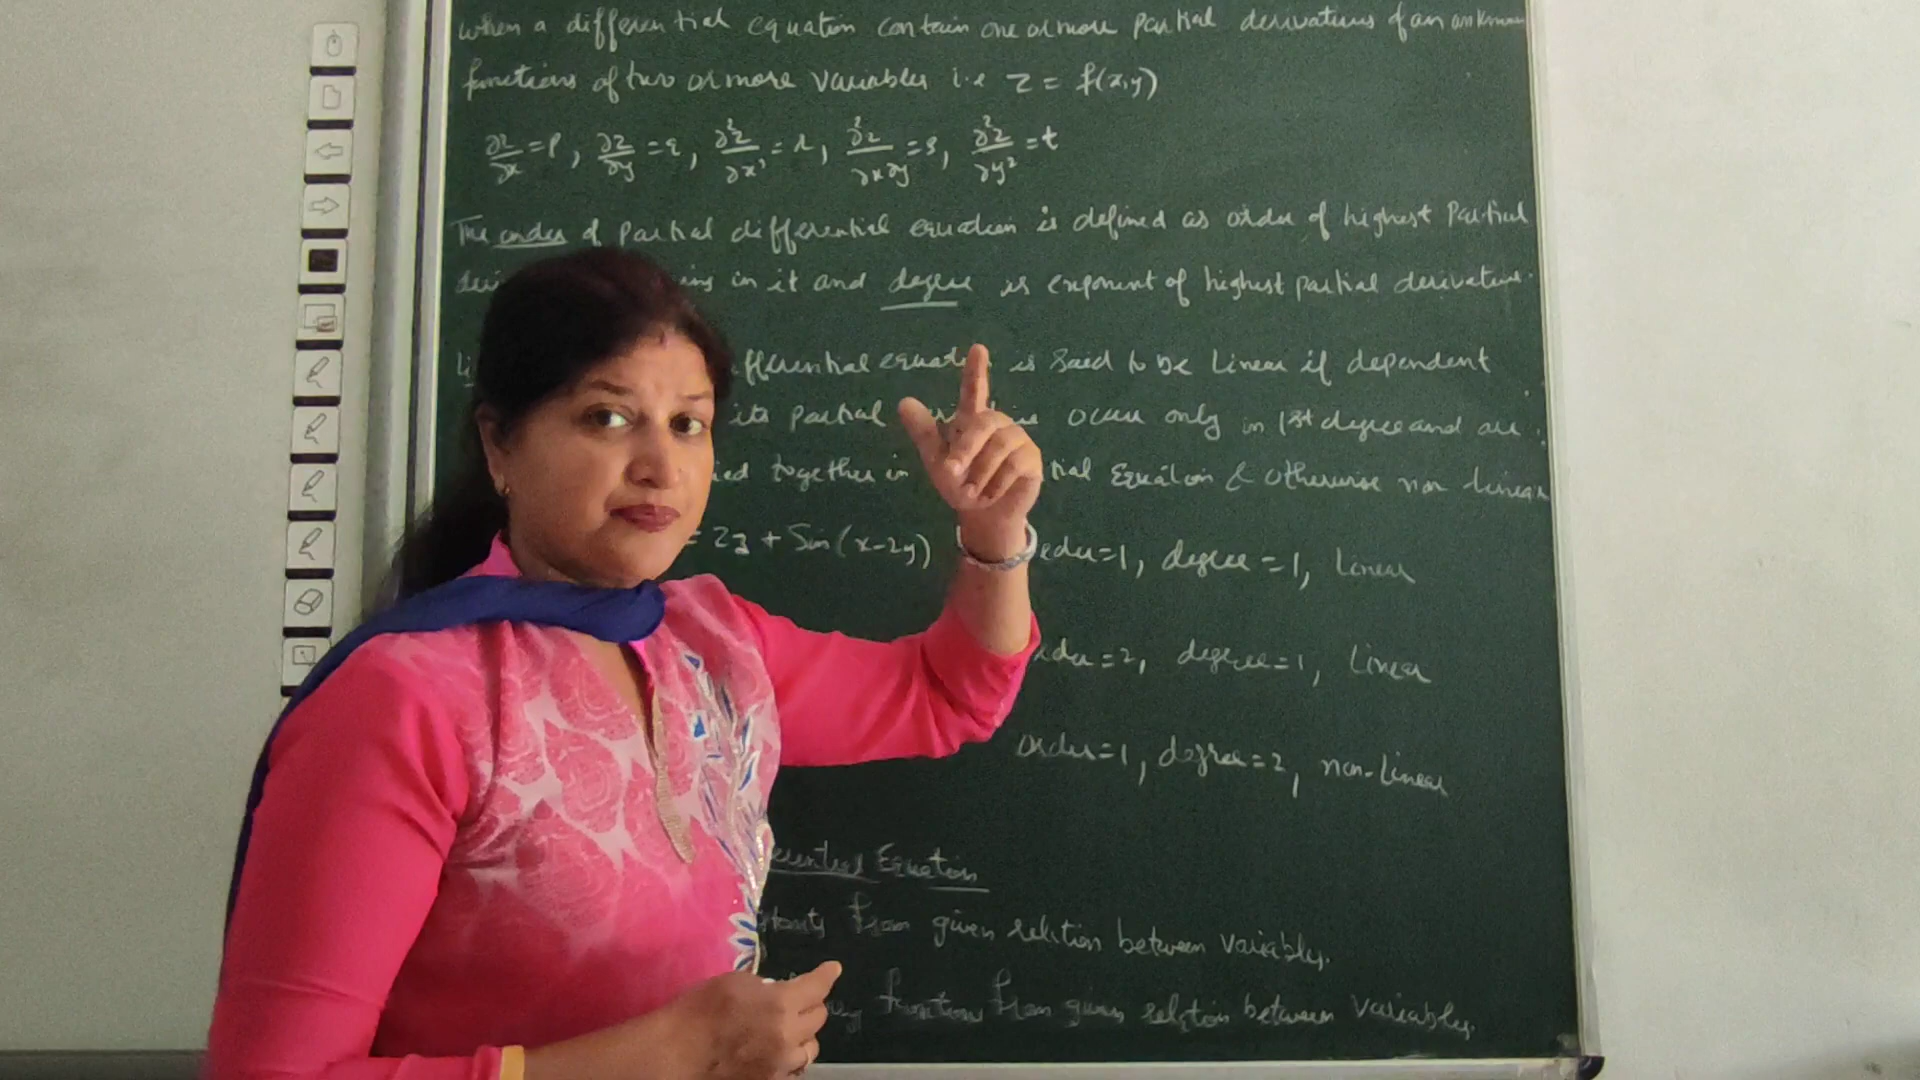 When a differential equation contain one or more partial derivatives of an unknown
functions of two or more variables i.e z = f(x,y)
∂z/∂x = p, ∂z/∂y = q, ∂²z/∂x² = r, ∂²z/∂x∂y = s, ∂²z/∂y² = t
The order of partial differential equation is defined as order of highest Partial
in it and degree is exponent of highest partial derivative.
equation is said to be Linear if dependent
its partial occur only in 1st degree and are
together in Equation & otherwise non linear
= 2z + Sin(x-2y) =1, degree =1, Linear
=2, degree=1, Linear
order=1, degree=2, non-Linear
Equation
from given relation between variables.
function from given relation between variables.